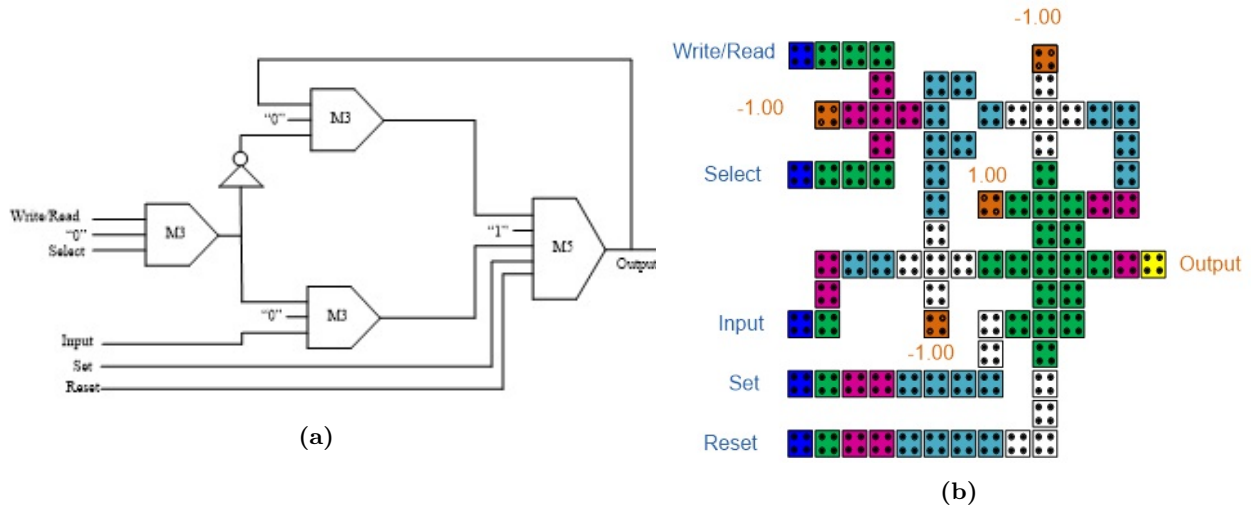 M3
“0”
Write/Read
“0”
Select
M3
M5
“1”
Output
M3
“0”
Input
Set
Reset
(a)
-1.00
Write/Read
-1.00
Select
1.00
Output
Input
-1.00
Set
Reset
(b)